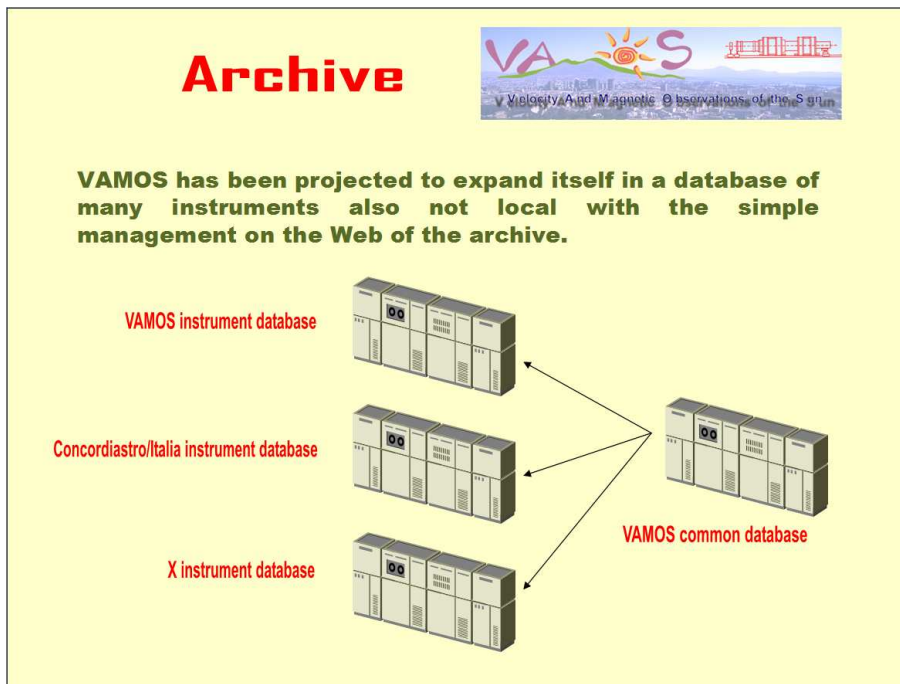 Archive
VAMOS
Velocity And Magnetic Observations of the Sun
VAMOS has been projected to expand itself in a database of
many instruments also not local with the simple
management on the Web of the archive.
VAMOS instrument database
Concordiastro/Italia instrument database
VAMOS common database
X instrument database